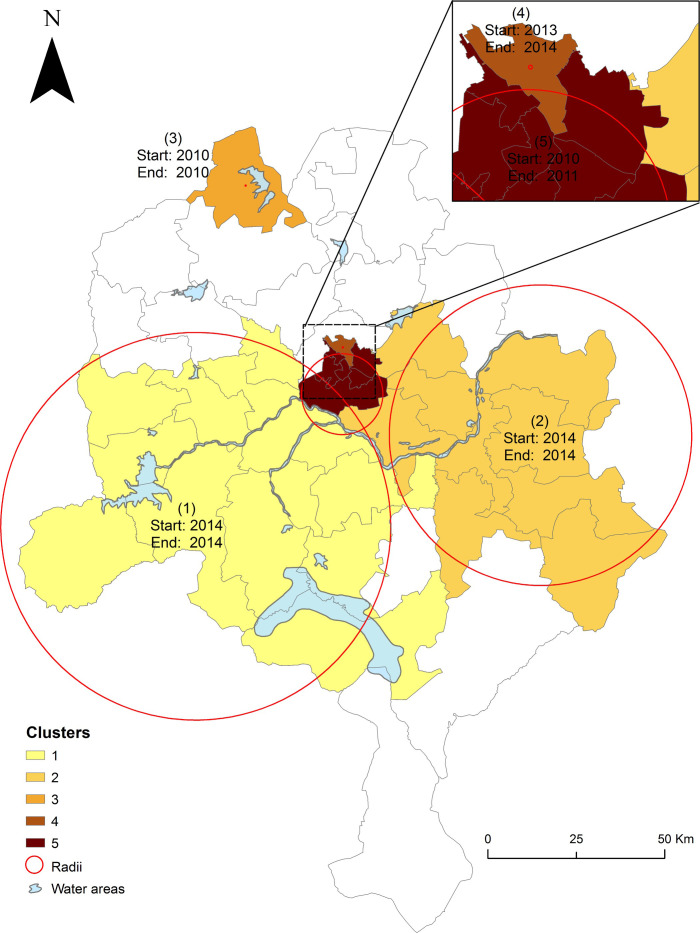 N
(4)
Start: 2013
End: 2014
(5)
Start: 2010
End: 2011
(3)
Start: 2010
End: 2010
(2)
Start: 2014
End: 2014
(1)
Start: 2014
End: 2014
Clusters
1
2
3
4
5
Radii
Water areas
0 25 50 Km